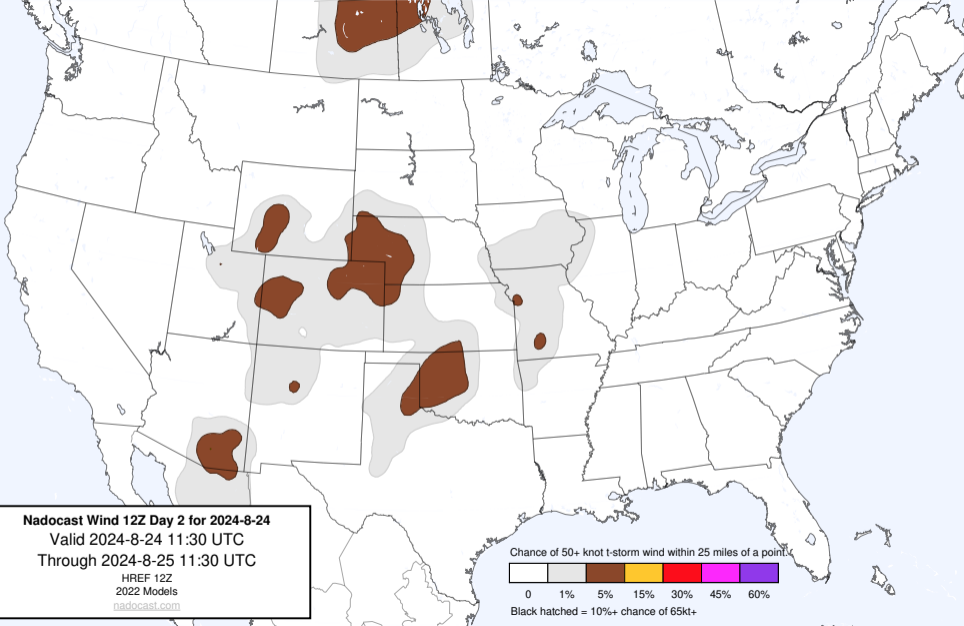 Nadocast Wind 12Z Day 2 for 2024-8-24
Valid 2024-8-24 11:30 UTC
Through 2024-8-25 11:30 UTC
HREF 12Z
2022 Models
nadocast.com
Chance of 50+ knot t-storm wind within 25 miles of a point.
0 1% 5% 15% 30% 45% 60%
Black hatched = 10%+ chance of 65kt+